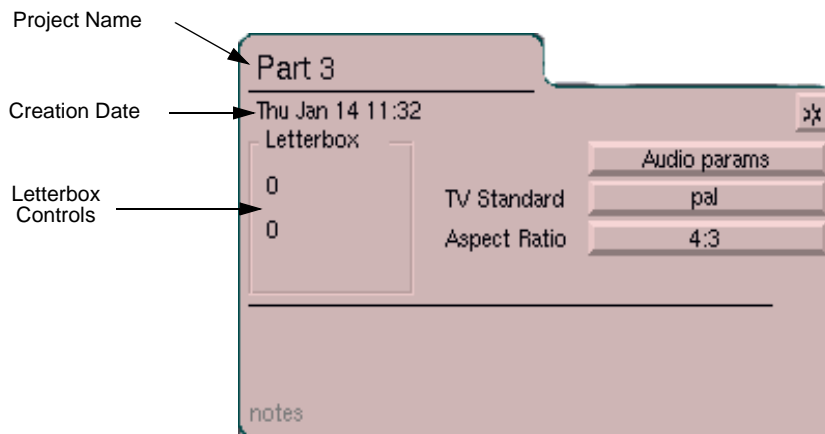 Project Name
Part 3
Creation Date
Thu Jan 14 11:32
Letterbox
Audio params
Letterbox
Controls
0
TV Standard
pal
0
Aspect Ratio
4:3
notes